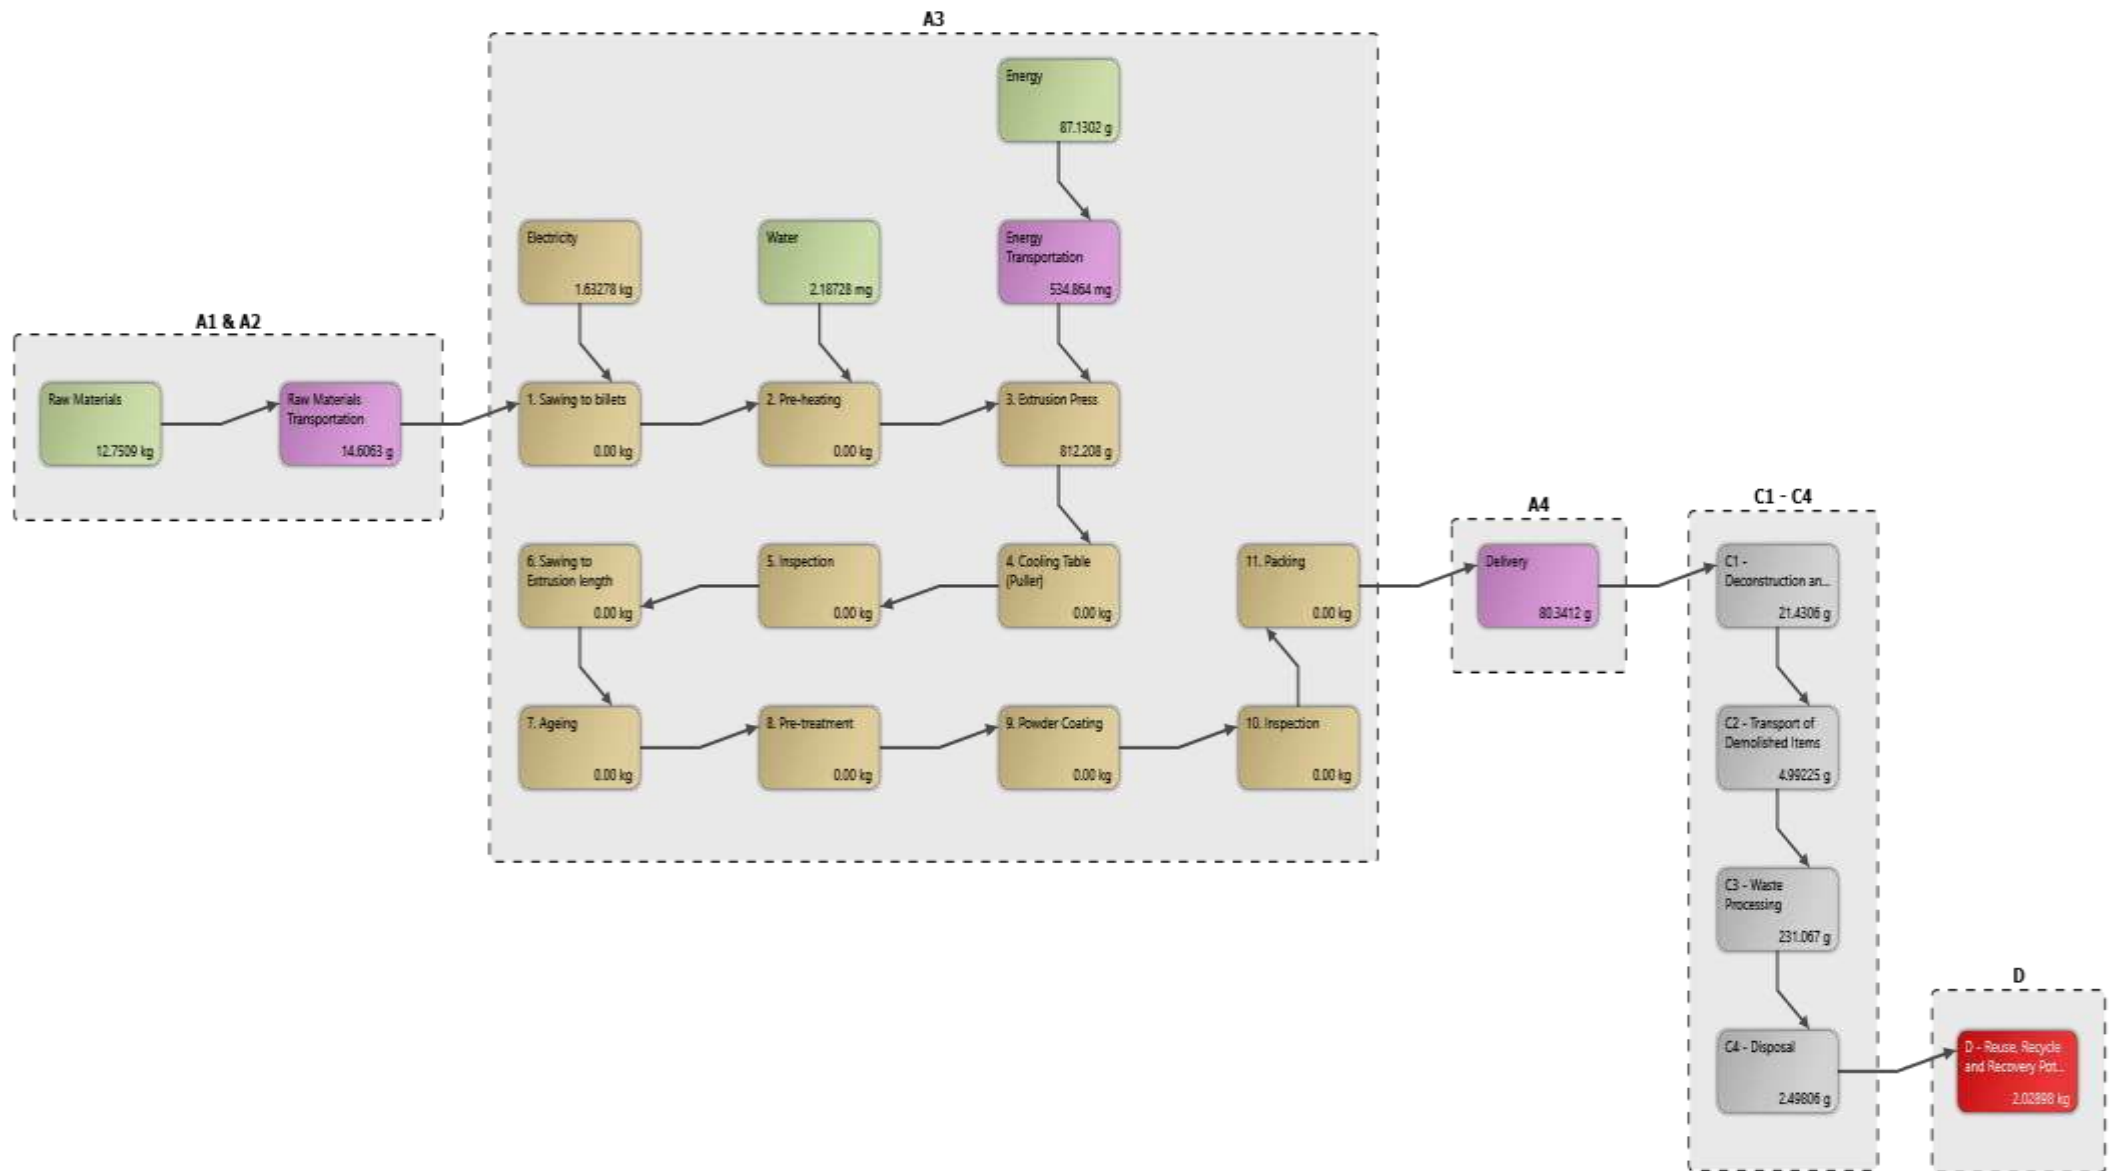 A3
Energy
87.1302 g
Electricity
1.63278 kg
Water
2.18728 mg
Energy
Transportation
534.864 mg
A1 & A2
Raw Materials
12.7509 kg
Raw Materials
Transportation
14.6063 g
1. Sawing to billets
0.00 kg
2. Pre-heating
0.00 kg
3. Extrusion Press
812.208 g
6. Sawing to
Extrusion length
0.00 kg
5. Inspection
0.00 kg
4. Cooling Table
(Puller)
0.00 kg
11. Packing
0.00 kg
7. Ageing
0.00 kg
8. Pre-treatment
0.00 kg
9. Powder Coating
0.00 kg
10. Inspection
0.00 kg
A4
Delivery
80.3412 g
C1 - C4
C1 -
Deconstruction an...
21.4306 g
C2 - Transport of
Demolished Items
4.99225 g
C3 - Waste
Processing
231.067 g
C4 - Disposal
2.49806 g
D
D - Reuse, Recycle
and Recovery Pot...
2.02898 kg